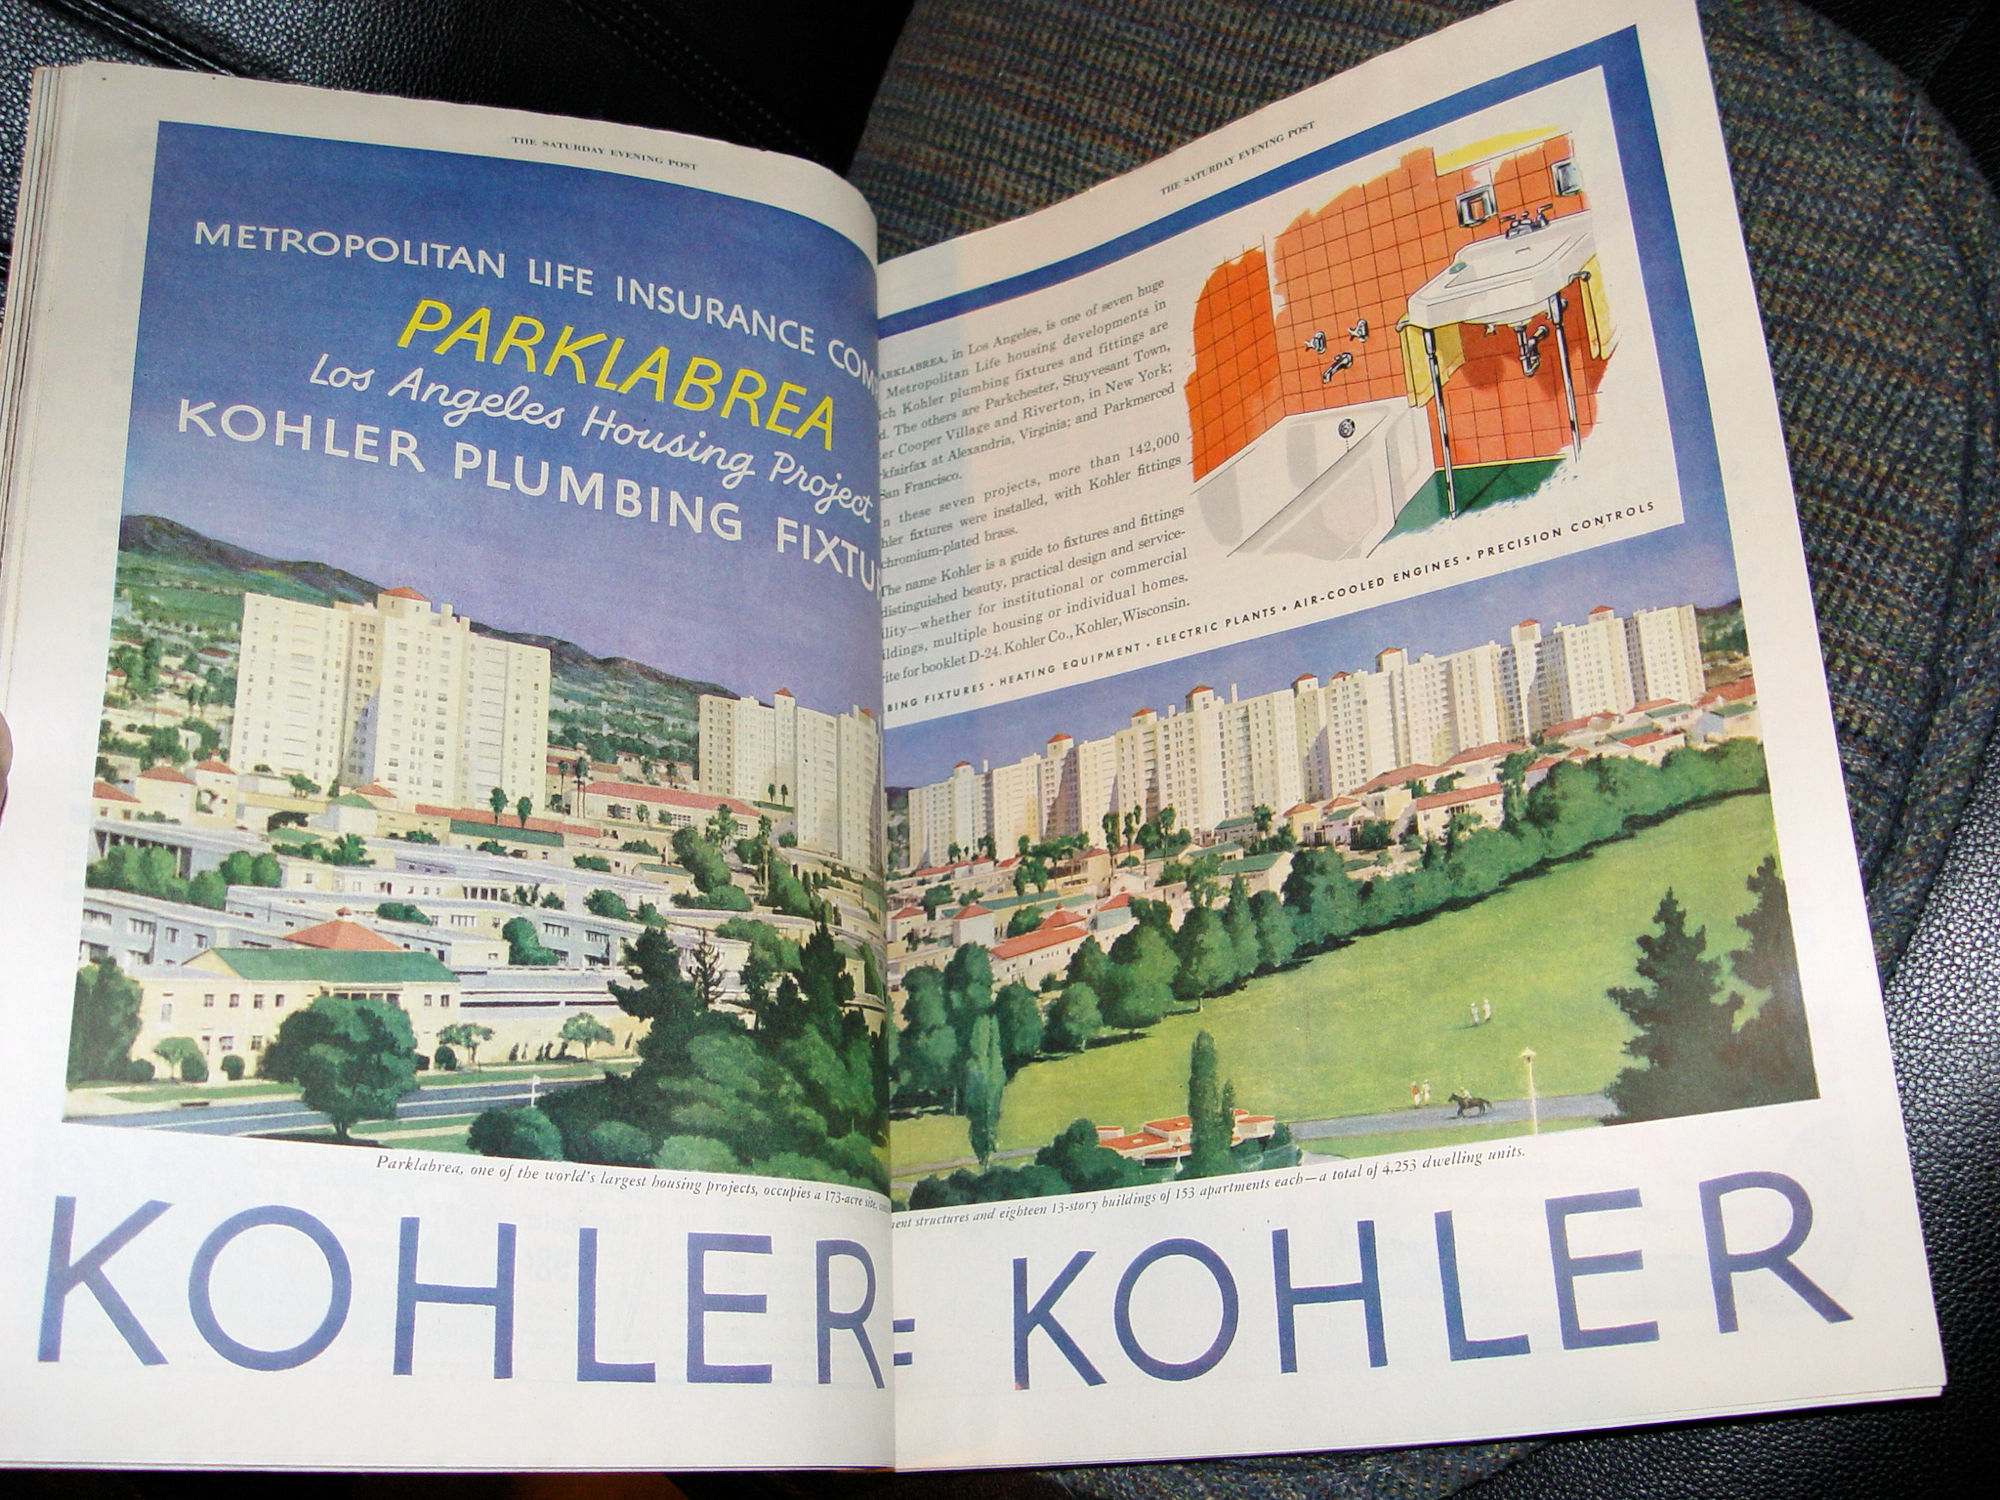 THE SATURDAY EVENING POST
METROPOLITAN LIFE INSURANCE COM
PARKLABREA
Los Angeles Housing Project
KOHLER PLUMBING FIXTU
Parklabrea, one of the world's largest housing projects, occupies a 173-acre site,
KOHLER
THE SATURDAY EVENING POST
ARKLABREA, in Los Angeles, is one of seven huge
Metropolitan Life housing developments in
ich Kohler plumbing fixtures and fittings are
d. The others are Parkchester, Stuyvesant Town,
er Cooper Village and Riverton, in New York;
kfairfax at Alexandria, Virginia; and Parkmerced
San Francisco.
n these seven projects, more than 142,000
hler fixtures were installed, with Kohler fittings
chromium-plated brass.
The name Kohler is a guide to fixtures and fittings
distinguished beauty, practical design and service-
ility—whether for institutional or commercial
ildings, multiple housing or individual homes.
rite for booklet D-24. Kohler Co., Kohler, Wisconsin.
BING FIXTURES • HEATING EQUIPMENT • ELECTRIC PLANTS • AIR-COOLED ENGINES • PRECISION CONTROLS
ent structures and eighteen 13-story buildings of 153 apartments each—a total of 4,253 dwelling units.
KOHLER